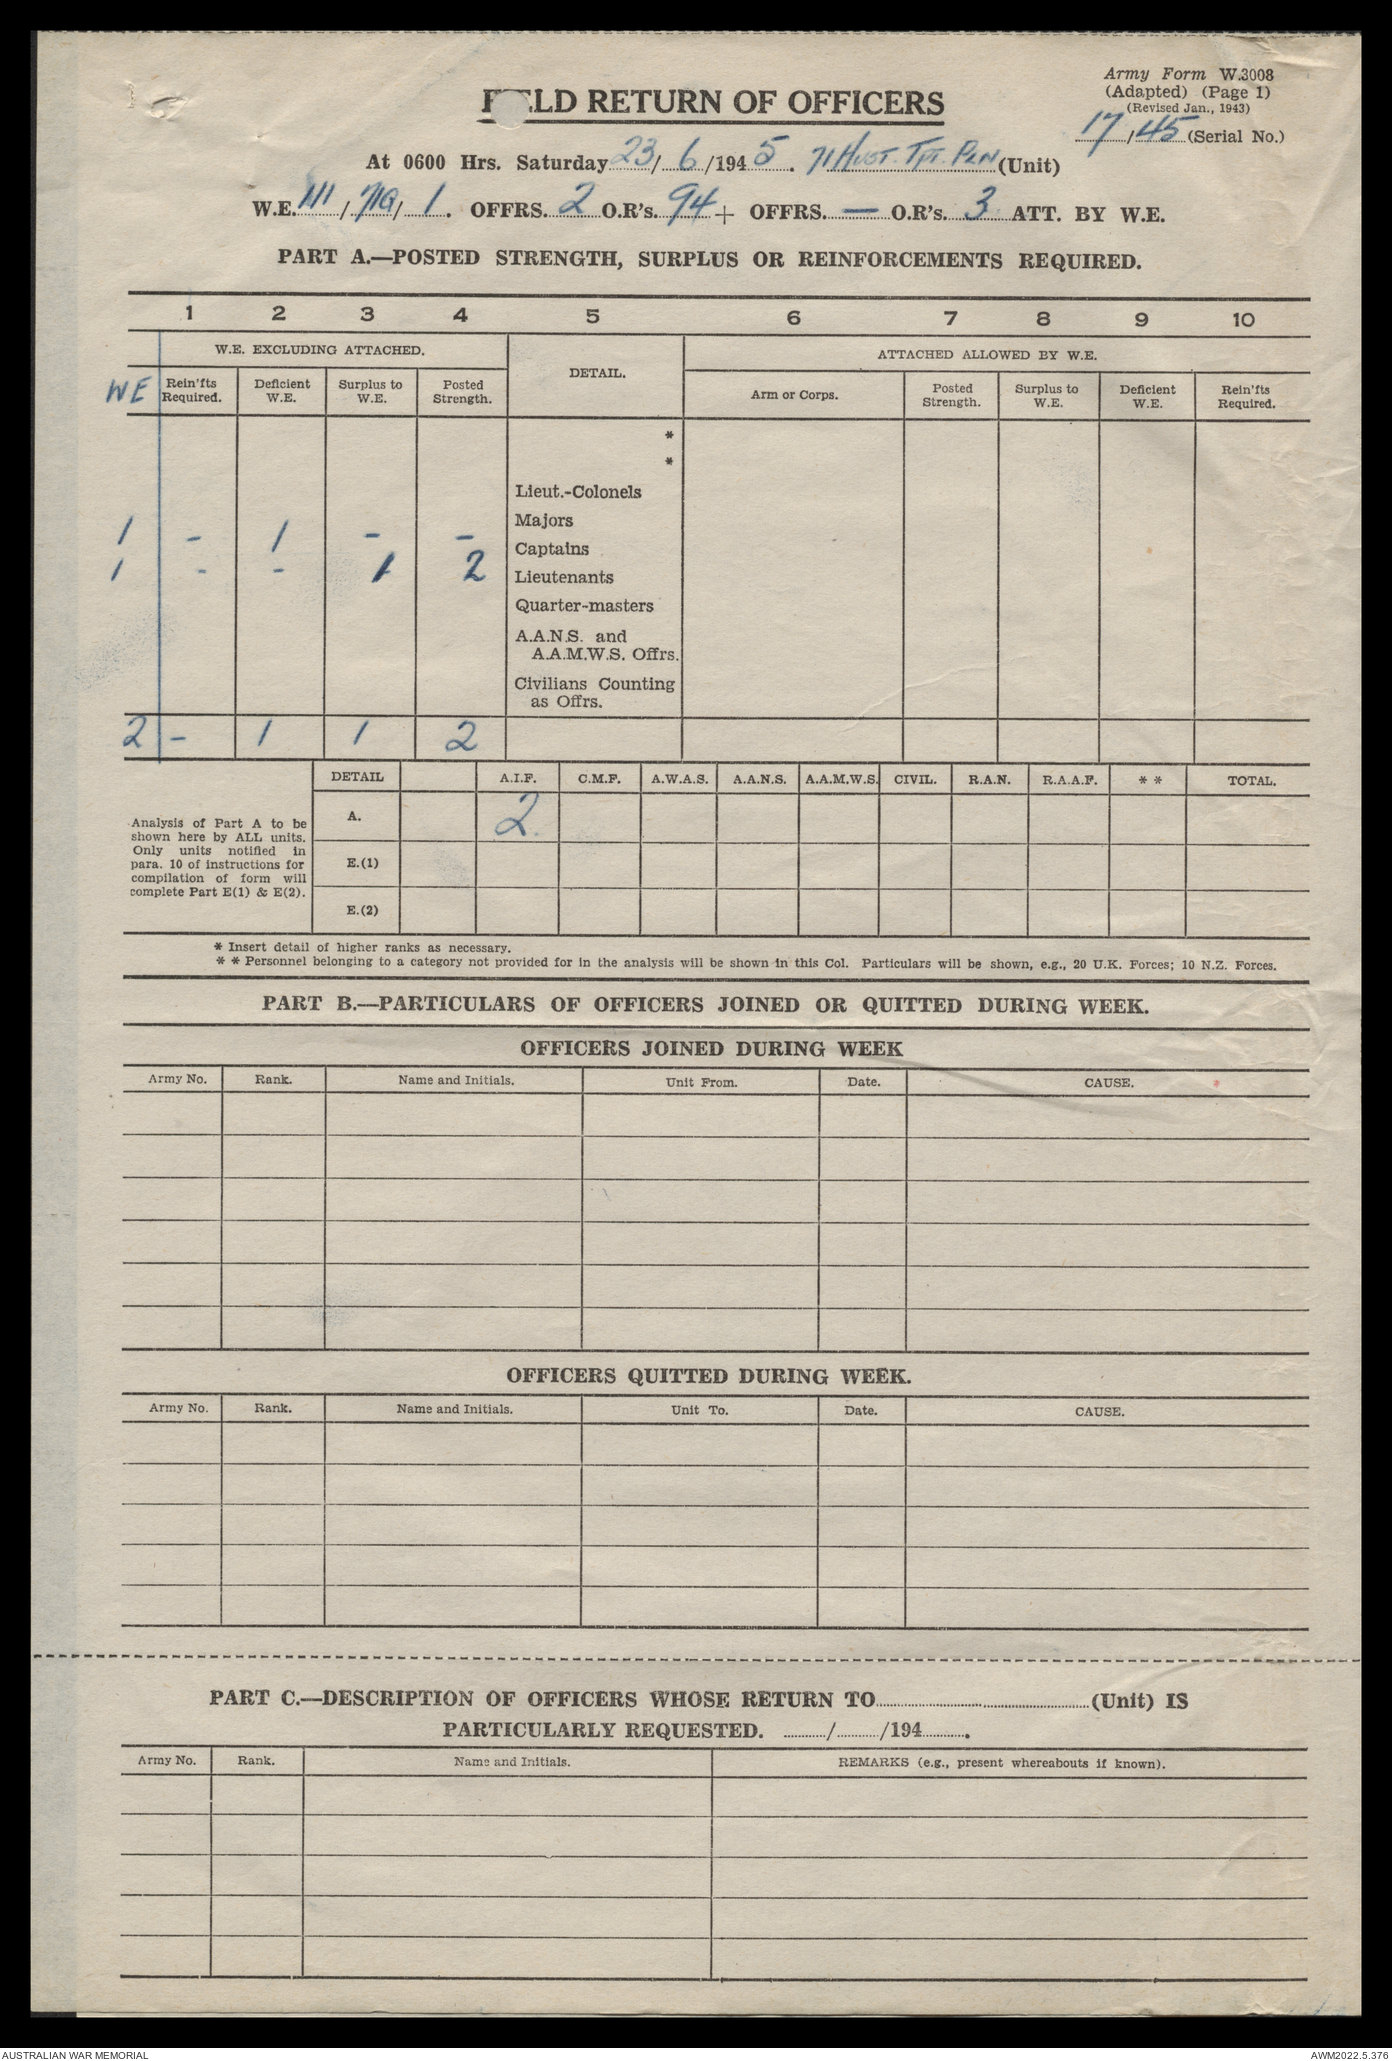 Army Form W.3008
(Adapted) (Page 1)
(Revised Jan., 1943)
17/45 (Serial No.)
F LD RETURN OF OFFICERS
At 0600 Hrs. Saturday 23/6/1945. 71 Aust. Tpt. Pln (Unit)
W.E. 111/71G/1. OFFRS. 2 O.R's. 94 + OFFRS. — O.R's. 3 ATT. BY W.E.
PART A.—POSTED STRENGTH, SURPLUS OR REINFORCEMENTS REQUIRED.
1 2 3 4 5 6 7 8 9 10
W.E. EXCLUDING ATTACHED. DETAIL. ATTACHED ALLOWED BY W.E.
WE Rein'fts Required. Deficient W.E. Surplus to W.E. Posted Strength. Arm or Corps. Posted Strength. Surplus to W.E. Deficient W.E. Rein'fts Required.
*
*
Lieut.-Colonels
Majors
1 - 1 - - Captains
1 - - 1 2 Lieutenants
Quarter-masters
A.A.N.S. and
A.A.M.W.S. Offrs.
Civilians Counting
as Offrs.
2 - 1 1 2
DETAIL A.I.F. C.M.F. A.W.A.S. A.A.N.S. A.A.M.W.S. CIVIL. R.A.N. R.A.A.F. * * TOTAL.
A. 2
E.(1)
E.(2)
Analysis of Part A to be
shown here by ALL units.
Only units notified in
para. 10 of instructions for
compilation of form will
complete Part E(1) & E(2).
* Insert detail of higher ranks as necessary.
* * Personnel belonging to a category not provided for in the analysis will be shown in this Col. Particulars will be shown, e.g., 20 U.K. Forces; 10 N.Z. Forces.
PART B.—PARTICULARS OF OFFICERS JOINED OR QUITTED DURING WEEK.
OFFICERS JOINED DURING WEEK
Army No. Rank. Name and Initials. Unit From. Date. CAUSE.
OFFICERS QUITTED DURING WEEK.
Army No. Rank. Name and Initials. Unit To. Date. CAUSE.
PART C.—DESCRIPTION OF OFFICERS WHOSE RETURN TO (Unit) IS
PARTICULARLY REQUESTED. / /194 .
Army No. Rank. Name and Initials. REMARKS (e.g., present whereabouts if known).
AUSTRALIAN WAR MEMORIAL AWM2022.5.376